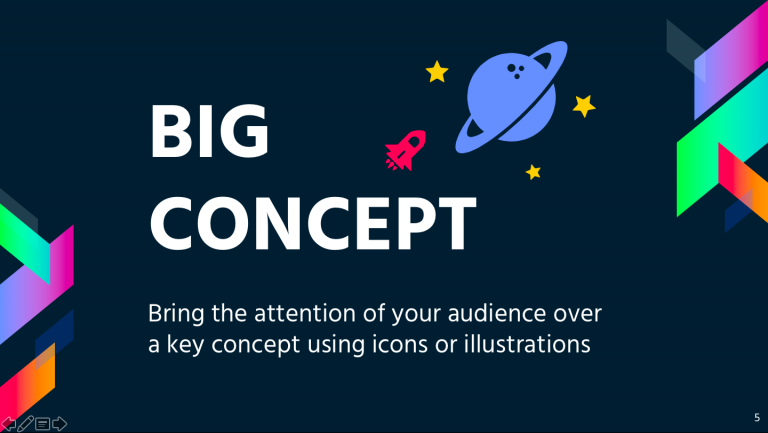 BIG
CONCEPT
Bring the attention of your audience over
a key concept using icons or illustrations
5